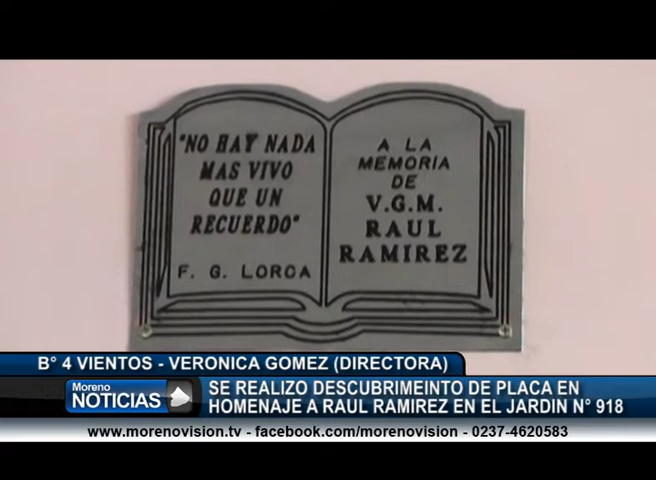 "NO HAY NADA
MAS VIVO
QUE UN
RECUERDO"
F. G. LORCA
A LA
MEMORIA
DE
V.G.M.
RAUL
RAMIREZ
B° 4 VIENTOS - VERONICA GOMEZ (DIRECTORA)
Moreno
NOTICIAS
SE REALIZO DESCUBRIMEINTO DE PLACA EN
HOMENAJE A RAUL RAMIREZ EN EL JARDIN N° 918
www.morenovision.tv - facebook.com/morenovision - 0237-4620583